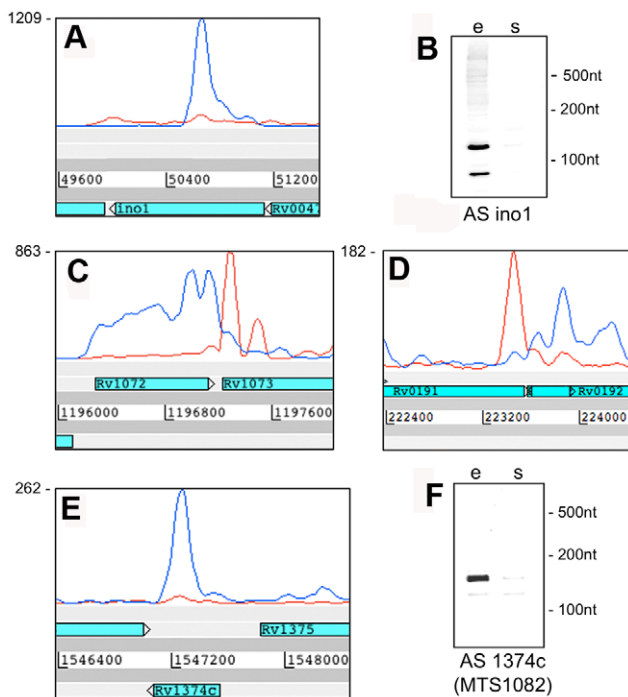 1209 -
A
49600 50400 51200
ino1 Rv0047
B
e s
- 500nt
- 200nt
- 100nt
AS ino1
863 -
C
Rv1072 Rv1073
1196000 1196800 1197600
182 -
D
Rv0191 Rv0192
222400 223200 224000
262 -
E
Rv1375
1546400 1547200 1548000
Rv1374c
F
e s
- 500nt
- 200nt
- 100nt
AS 1374c
(MTS1082)